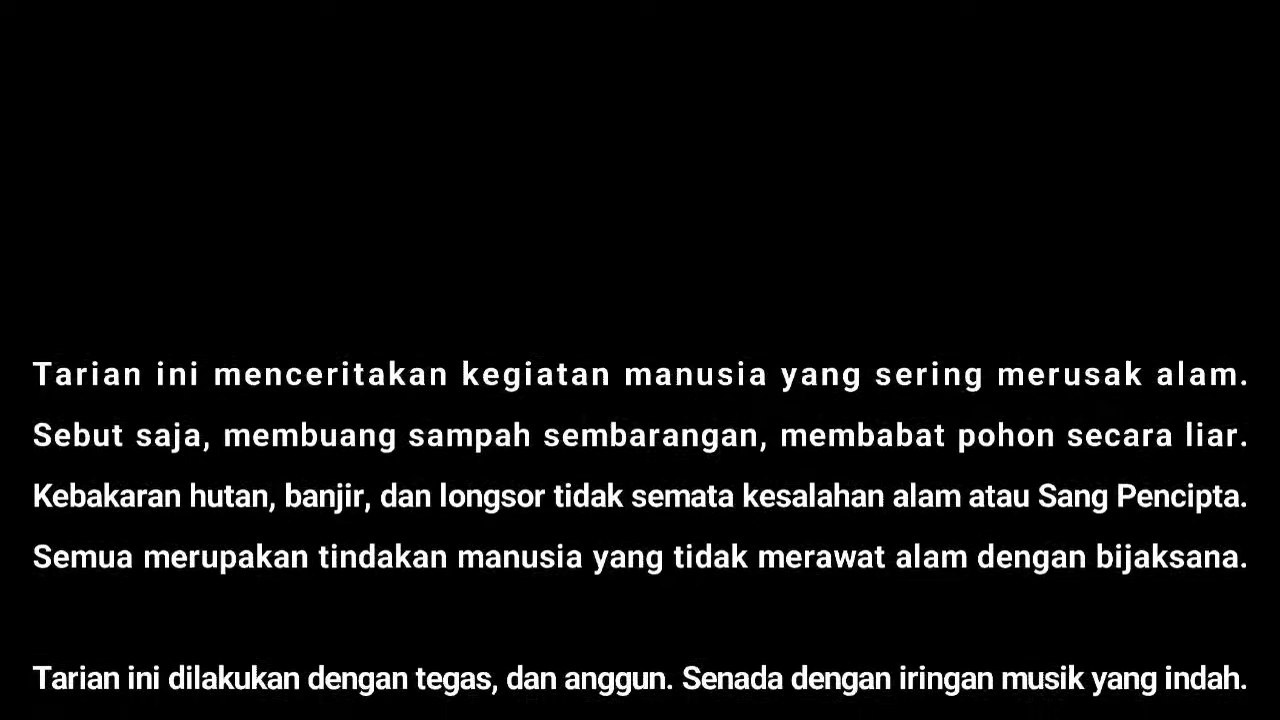 Tarian ini menceritakan kegiatan manusia yang sering merusak alam.
Sebut saja, membuang sampah sembarangan, membabat pohon secara liar.
Kebakaran hutan, banjir, dan longsor tidak semata kesalahan alam atau Sang Pencipta.
Semua merupakan tindakan manusia yang tidak merawat alam dengan bijaksana.
Tarian ini dilakukan dengan tegas, dan anggun. Senada dengan iringan musik yang indah.